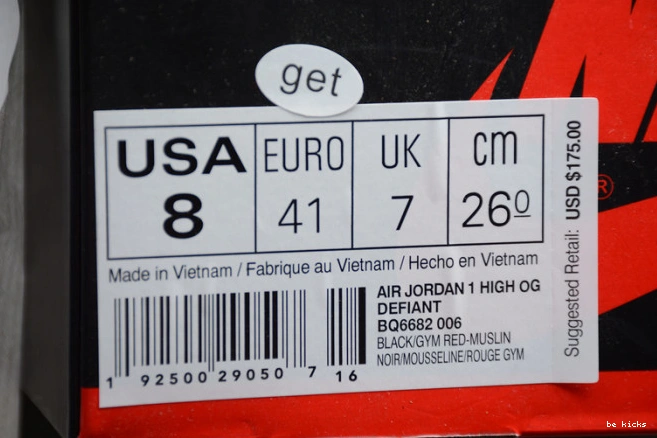 get
USA EURO UK cm
8 41 7 26.0
Made in Vietnam / Fabrique au Vietnam / Hecho en Vietnam
AIR JORDAN 1 HIGH OG
DEFIANT
BQ6682 006
BLACK/GYM RED-MUSLIN
NOIR/MOUSSELINE/ROUGE GYM
1 92500 29050 7 16
Suggested Retail: USD $175.00
®
be kicks